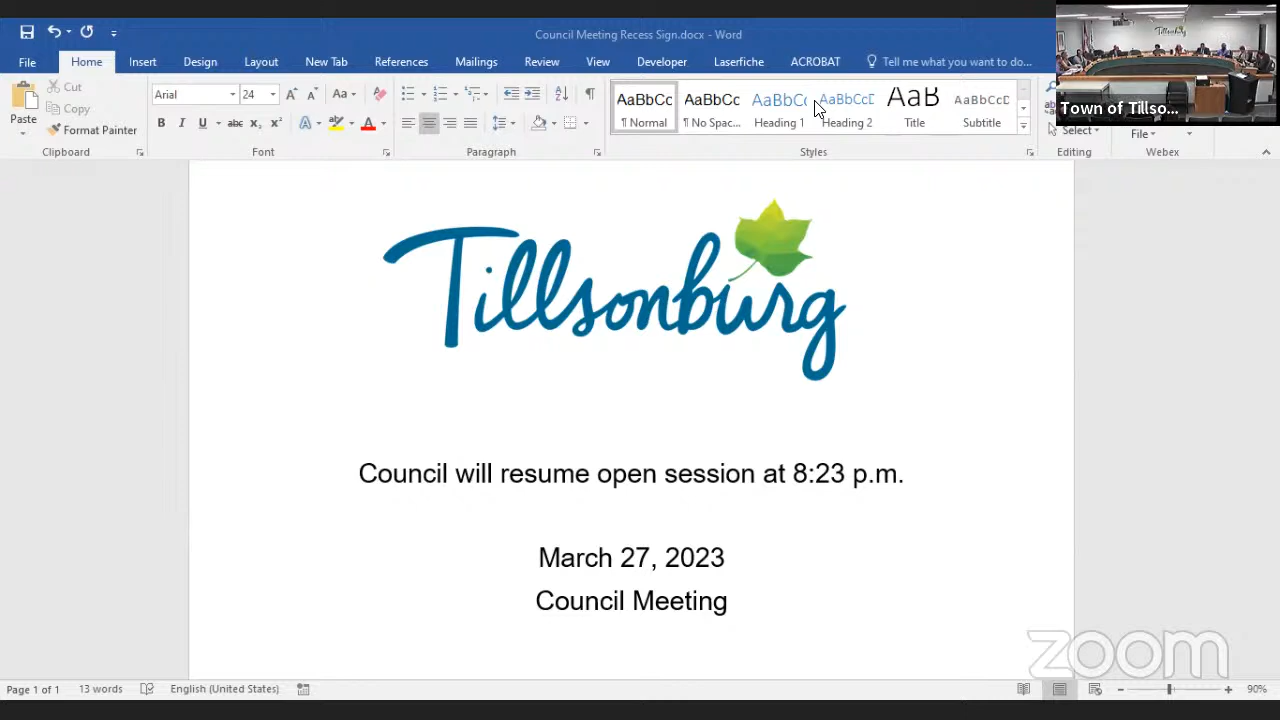 Council Meeting Recess Sign.docx - Word
File Home Insert Design Layout New Tab References Mailings Review View Developer Laserfiche ACROBAT Tell me what you want to do...
Paste
Cut
Copy
Format Painter
Clipboard
Arial 24
Font
Paragraph
AaBbCc AaBbCc AaBbCc AaBbCcD AaB AaBbCcD
¶ Normal ¶ No Spac... Heading 1 Heading 2 Title Subtitle
Styles
Select
Editing
File
Webex
Tillsonburg
Town of Tillso...
Tillsonburg
Council will resume open session at 8:23 p.m.
March 27, 2023
Council Meeting
zoom
Page 1 of 1 13 words English (United States) 90%